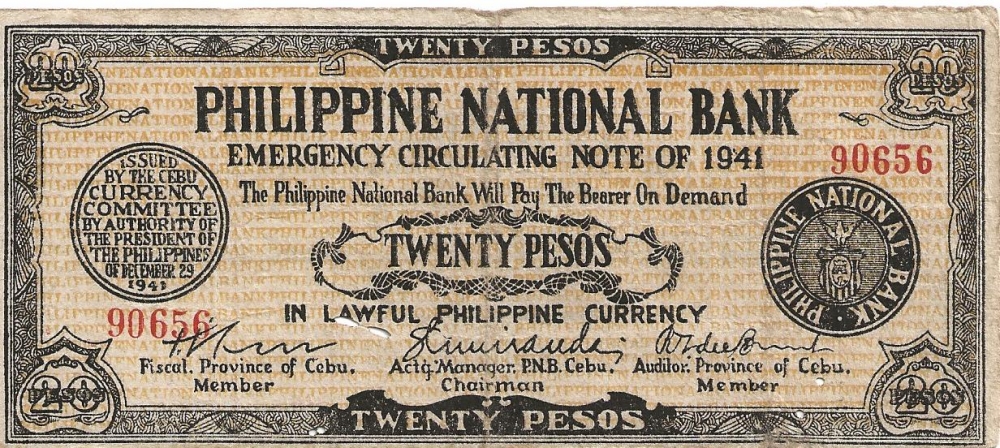 TWENTY PESOS
20 PESOS
20 PESOS
PHILIPPINE NATIONAL BANK
EMERGENCY CIRCULATING NOTE OF 1941
90656
The Philippine National Bank Will Pay The Bearer On Demand
ISSUED
BY THE CEBU
CURRENCY
COMMITTEE
BY AUTHORITY OF
THE PRESIDENT OF
THE PHILIPPINES
OF DECEMBER 29
1941
TWENTY PESOS
PHILIPPINE NATIONAL BANK
IN LAWFUL PHILIPPINE CURRENCY
90656
Fiscal, Province of Cebu,
Member
Actg. Manager, P.N.B. Cebu,
Chairman
Auditor, Province of Cebu,
Member
20 PESOS
20 PESOS
TWENTY PESOS